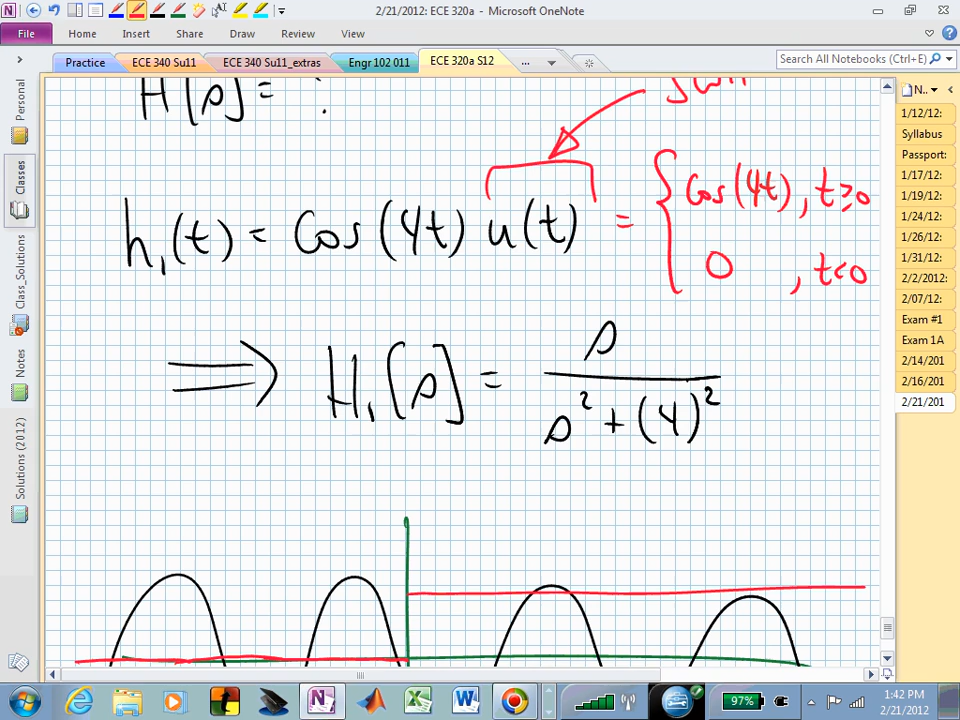 2/21/2012: ECE 320a - Microsoft OneNote
File Home Insert Share Draw Review View
Practice ECE 340 Su11 ECE 340 Su11_extras Engr 102 011 ECE 320a S12 ...
Search All Notebooks (Ctrl+E)
Personal
Classes
Class_Solutions
Notes
Solutions (2012)
N..
1/12/12:
Syllabus
Passport:
1/17/12:
1/19/12:
1/24/12:
1/26/12:
1/31/12:
2/2/2012:
2/07/12:
Exam #1
Exam 1A
2/14/201
2/16/201
2/21/201
H[s] = ?
h₁(t) = Cos(4t) u(t) = { Cos(4t), t≥0
0 , t<0
⟹ H₁[s] = s
s² + (4)²
97%
1:42 PM
2/21/2012